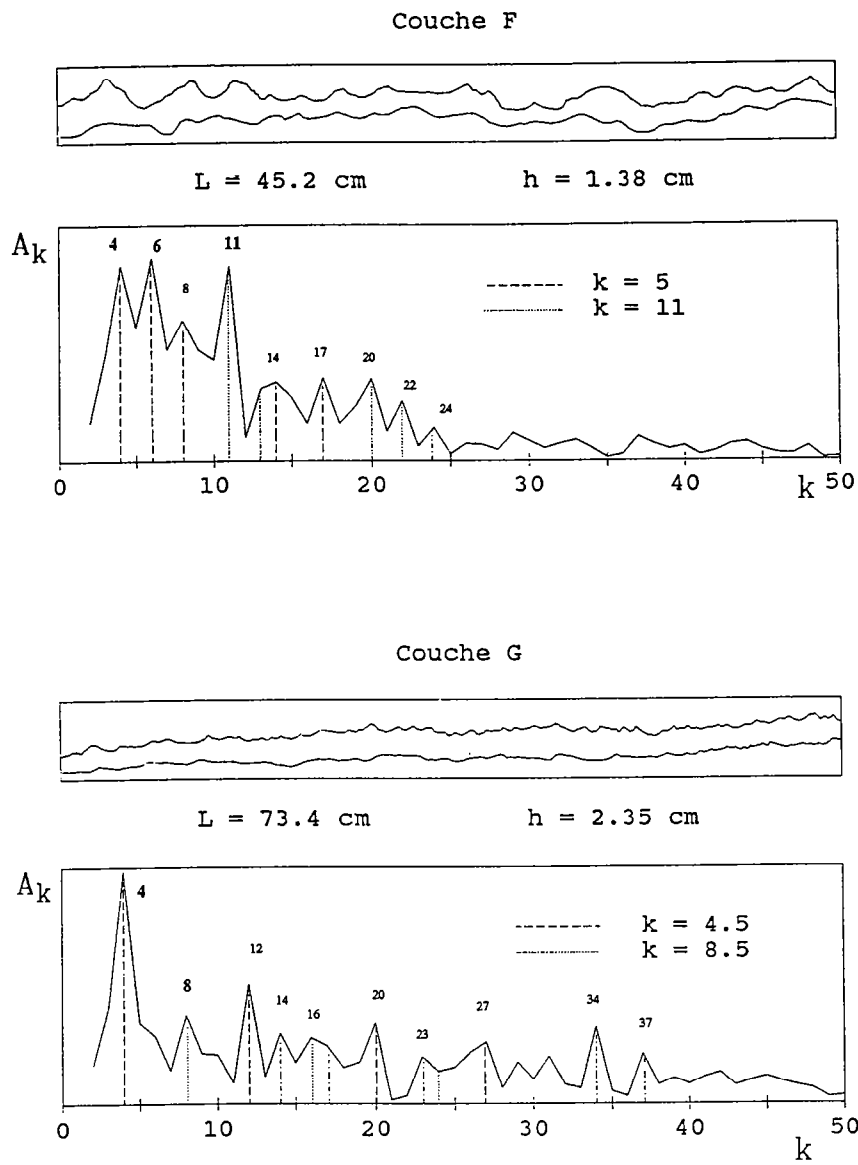 Couche F
L = 45.2 cm h = 1.38 cm
A_k
4 6 11
8
k = 5
k = 11
14 17 20
22
24
0 10 20 30 40 k 50
Couche G
L = 73.4 cm h = 2.35 cm
A_k
4
k = 4.5
k = 8.5
12
8 14 16 20 23 27 34 37
0 10 20 30 40 50
k